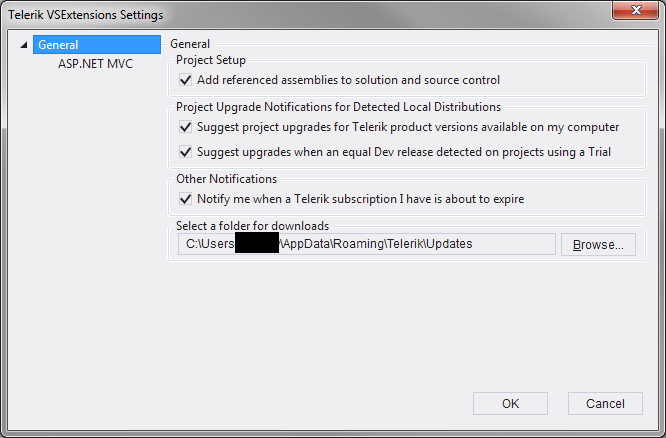 Telerik VSExtensions Settings
General
ASP.NET MVC
General
Project Setup
Add referenced assemblies to solution and source control
Project Upgrade Notifications for Detected Local Distributions
Suggest project upgrades for Telerik product versions available on my computer
Suggest upgrades when an equal Dev release detected on projects using a Trial
Other Notifications
Notify me when a Telerik subscription I have is about to expire
Select a folder for downloads
C:\Users \AppData\Roaming\Telerik\Updates
Browse...
OK
Cancel